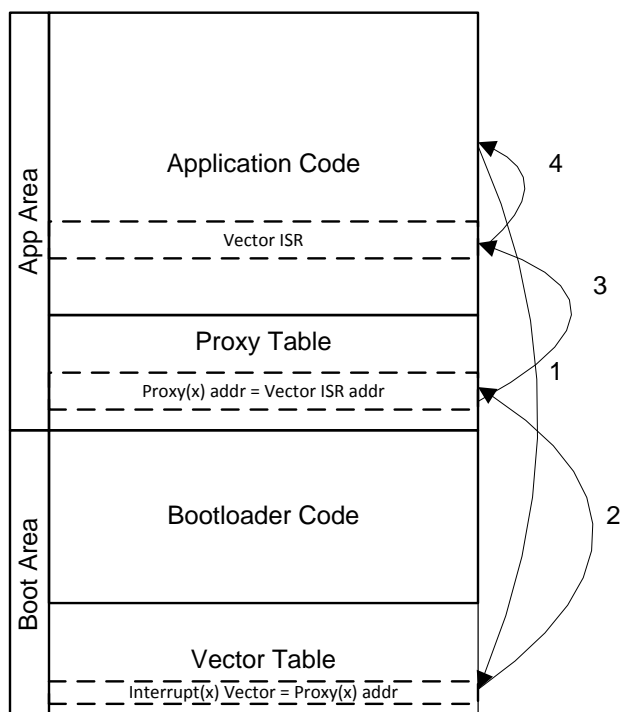 App Area
Application Code
Vector ISR
Proxy Table
Proxy(x) addr = Vector ISR addr
Boot Area
Bootloader Code
Vector Table
Interrupt(x) Vector = Proxy(x) addr
4
3
1
2